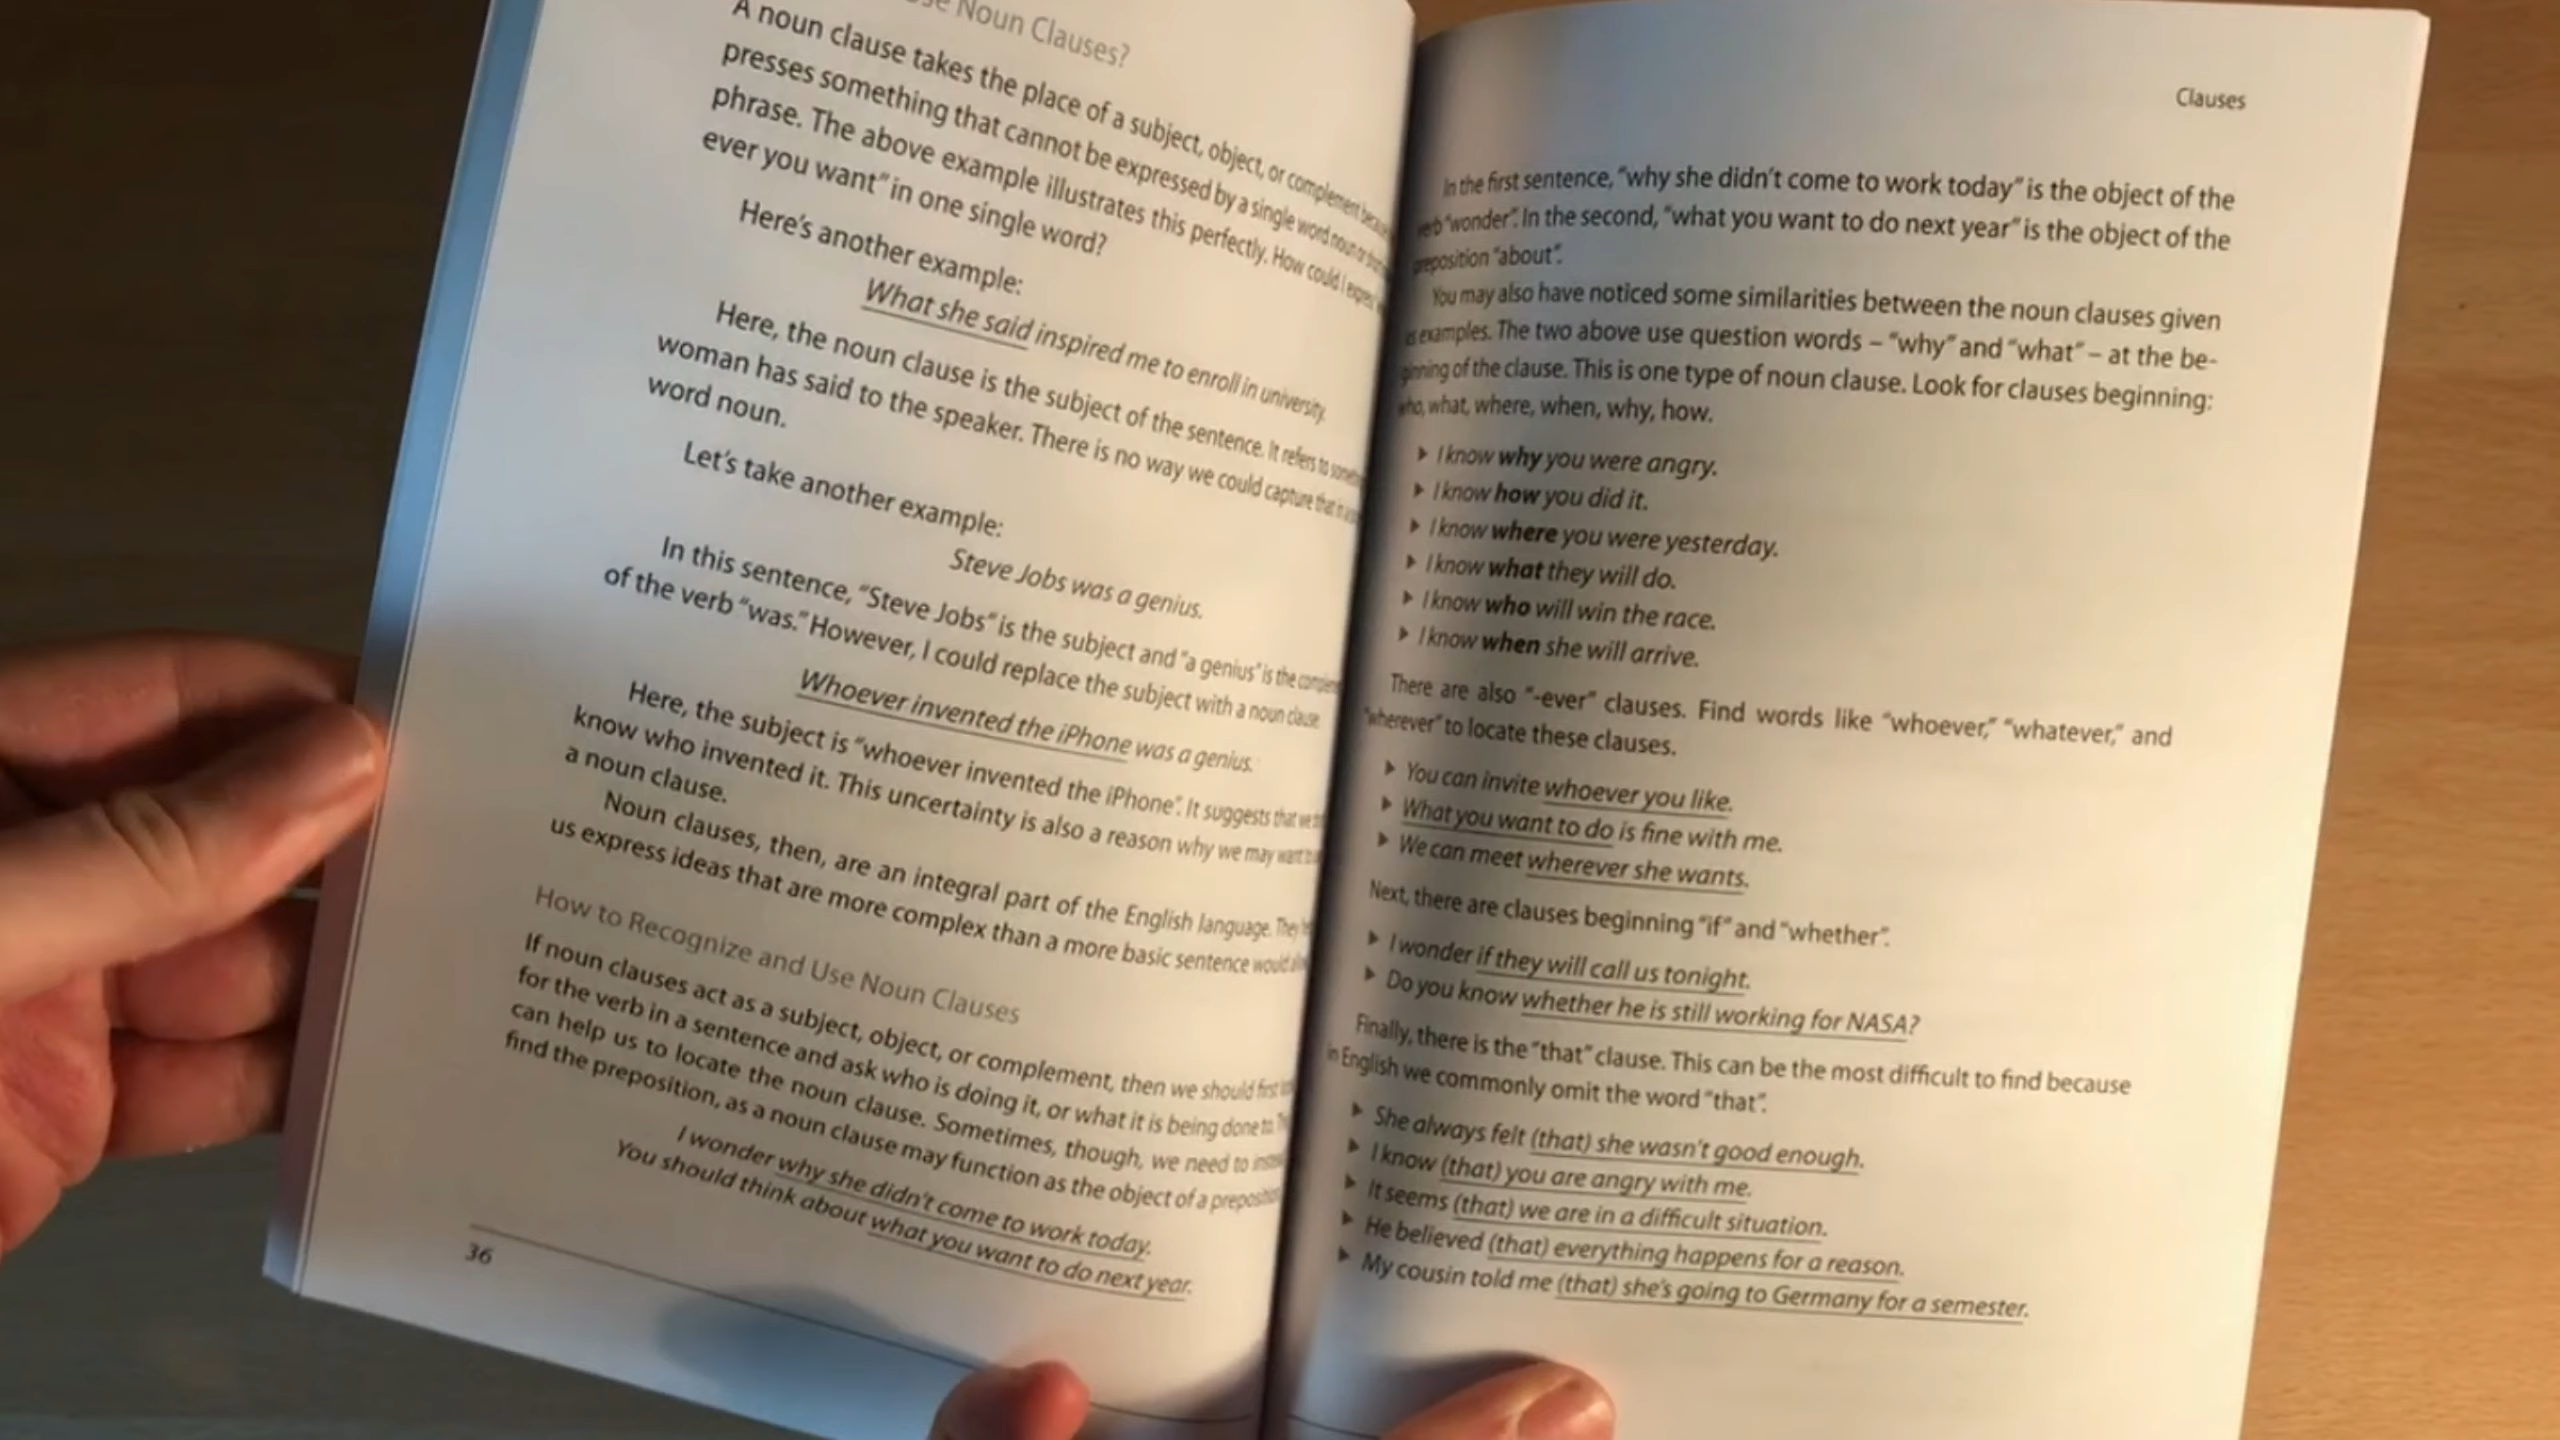 Noun Clauses?
A noun clause takes the place of a subject, object, or complement because
presses something that cannot be expressed by a single word noun or
phrase. The above example illustrates this perfectly. How could I express
ever you want” in one single word?
Here’s another example:
What she said inspired me to enroll in university.
Here, the noun clause is the subject of the sentence. It refers to
woman has said to the speaker. There is no way we could capture that in a
word noun.
Let’s take another example:
Steve Jobs was a genius.
In this sentence, “Steve Jobs” is the subject and “a genius” is the
of the verb “was.” However, I could replace the subject with a noun clause.
Whoever invented the iPhone was a genius.
Here, the subject is “whoever invented the iPhone”. It suggests that we
know who invented it. This uncertainty is also a reason why we may want
a noun clause.
Noun clauses, then, are an integral part of the English language. They
us express ideas that are more complex than a more basic sentence would
How to Recognize and Use Noun Clauses
If noun clauses act as a subject, object, or complement, then we should first
for the verb in a sentence and ask who is doing it, or what it is being done to.
can help us to locate the noun clause. Sometimes, though, we need to
find the preposition, as a noun clause may function as the object of a preposition
I wonder why she didn’t come to work today.
You should think about what you want to do next year.
36
Clauses
In the first sentence, “why she didn’t come to work today” is the object of the
verb “wonder”. In the second, “what you want to do next year” is the object of the
preposition “about”.
You may also have noticed some similarities between the noun clauses given
as examples. The two above use question words – “why” and “what” – at the be-
ginning of the clause. This is one type of noun clause. Look for clauses beginning:
who, what, where, when, why, how.
▶ I know why you were angry.
▶ I know how you did it.
▶ I know where you were yesterday.
▶ I know what they will do.
▶ I know who will win the race.
▶ I know when she will arrive.
There are also “-ever” clauses. Find words like “whoever,” “whatever,” and
“wherever” to locate these clauses.
▶ You can invite whoever you like.
▶ What you want to do is fine with me.
▶ We can meet wherever she wants.
Next, there are clauses beginning “if” and “whether”.
▶ I wonder if they will call us tonight.
▶ Do you know whether he is still working for NASA?
Finally, there is the “that” clause. This can be the most difficult to find because
in English we commonly omit the word “that”.
▶ She always felt (that) she wasn’t good enough.
▶ I know (that) you are angry with me.
▶ It seems (that) we are in a difficult situation.
▶ He believed (that) everything happens for a reason.
▶ My cousin told me (that) she’s going to Germany for a semester.